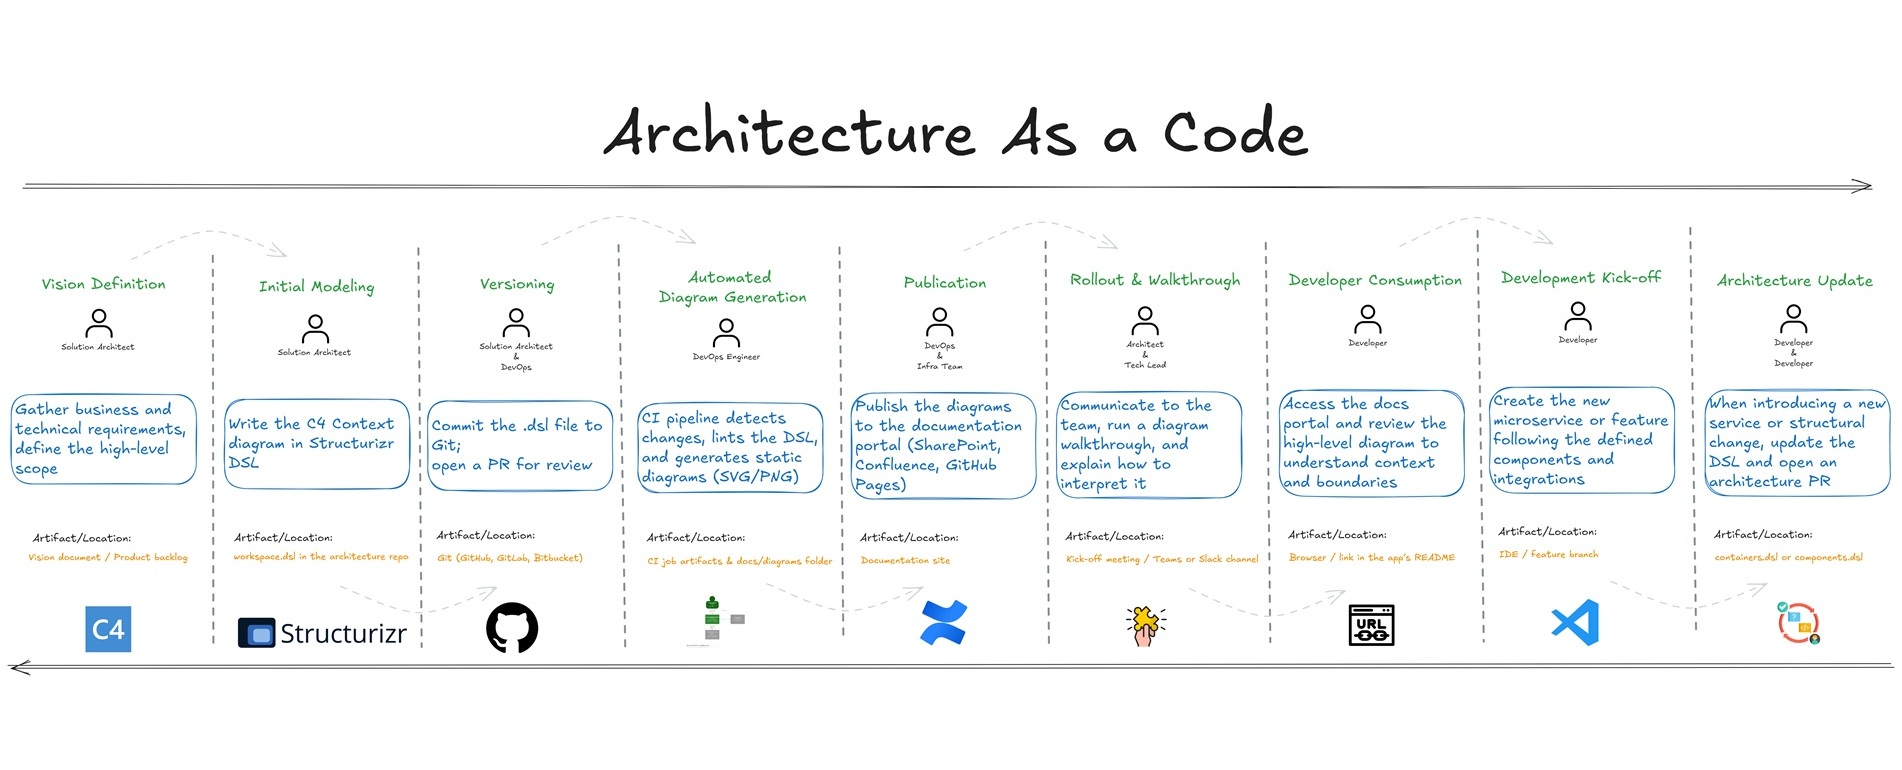 Architecture As a Code
Vision Definition
Solution Architect
Gather business and
technical requirements,
define the high-level
scope
Artifact/Location:
Vision document / Product backlog
C4
Initial Modeling
Solution Architect
Write the C4 Context
diagram in Structurizr
DSL
Artifact/Location:
workspace.dsl in the architecture repo
Structurizr
Versioning
Solution Architect
&
DevOps
Commit the .dsl file to
Git;
open a PR for review
Artifact/Location:
Git (GitHub, GitLab, Bitbucket)
Automated
Diagram Generation
DevOps Engineer
CI pipeline detects
changes, lints the DSL,
and generates static
diagrams (SVG/PNG)
Artifact/Location:
CI job artifacts & docs/diagrams folder
Publication
DevOps
&
Infra Team
Publish the diagrams
to the documentation
portal (SharePoint,
Confluence, GitHub
Pages)
Artifact/Location:
Documentation site
Rollout & Walkthrough
Architect
&
Tech Lead
Communicate to the
team, run a diagram
walkthrough, and
explain how to
interpret it
Artifact/Location:
Kick-off meeting / Teams or Slack channel
Developer Consumption
Developer
Access the docs
portal and review the
high-level diagram to
understand context
and boundaries
Artifact/Location:
Browser / link in the app's README
URL
Development Kick-off
Developer
Create the new
microservice or feature
following the defined
components and
integrations
Artifact/Location:
IDE / feature branch
Architecture Update
Developer
&
Developer
When introducing a new
service or structural
change, update the
DSL and open an
architecture PR
Artifact/Location:
containers.dsl or components.dsl